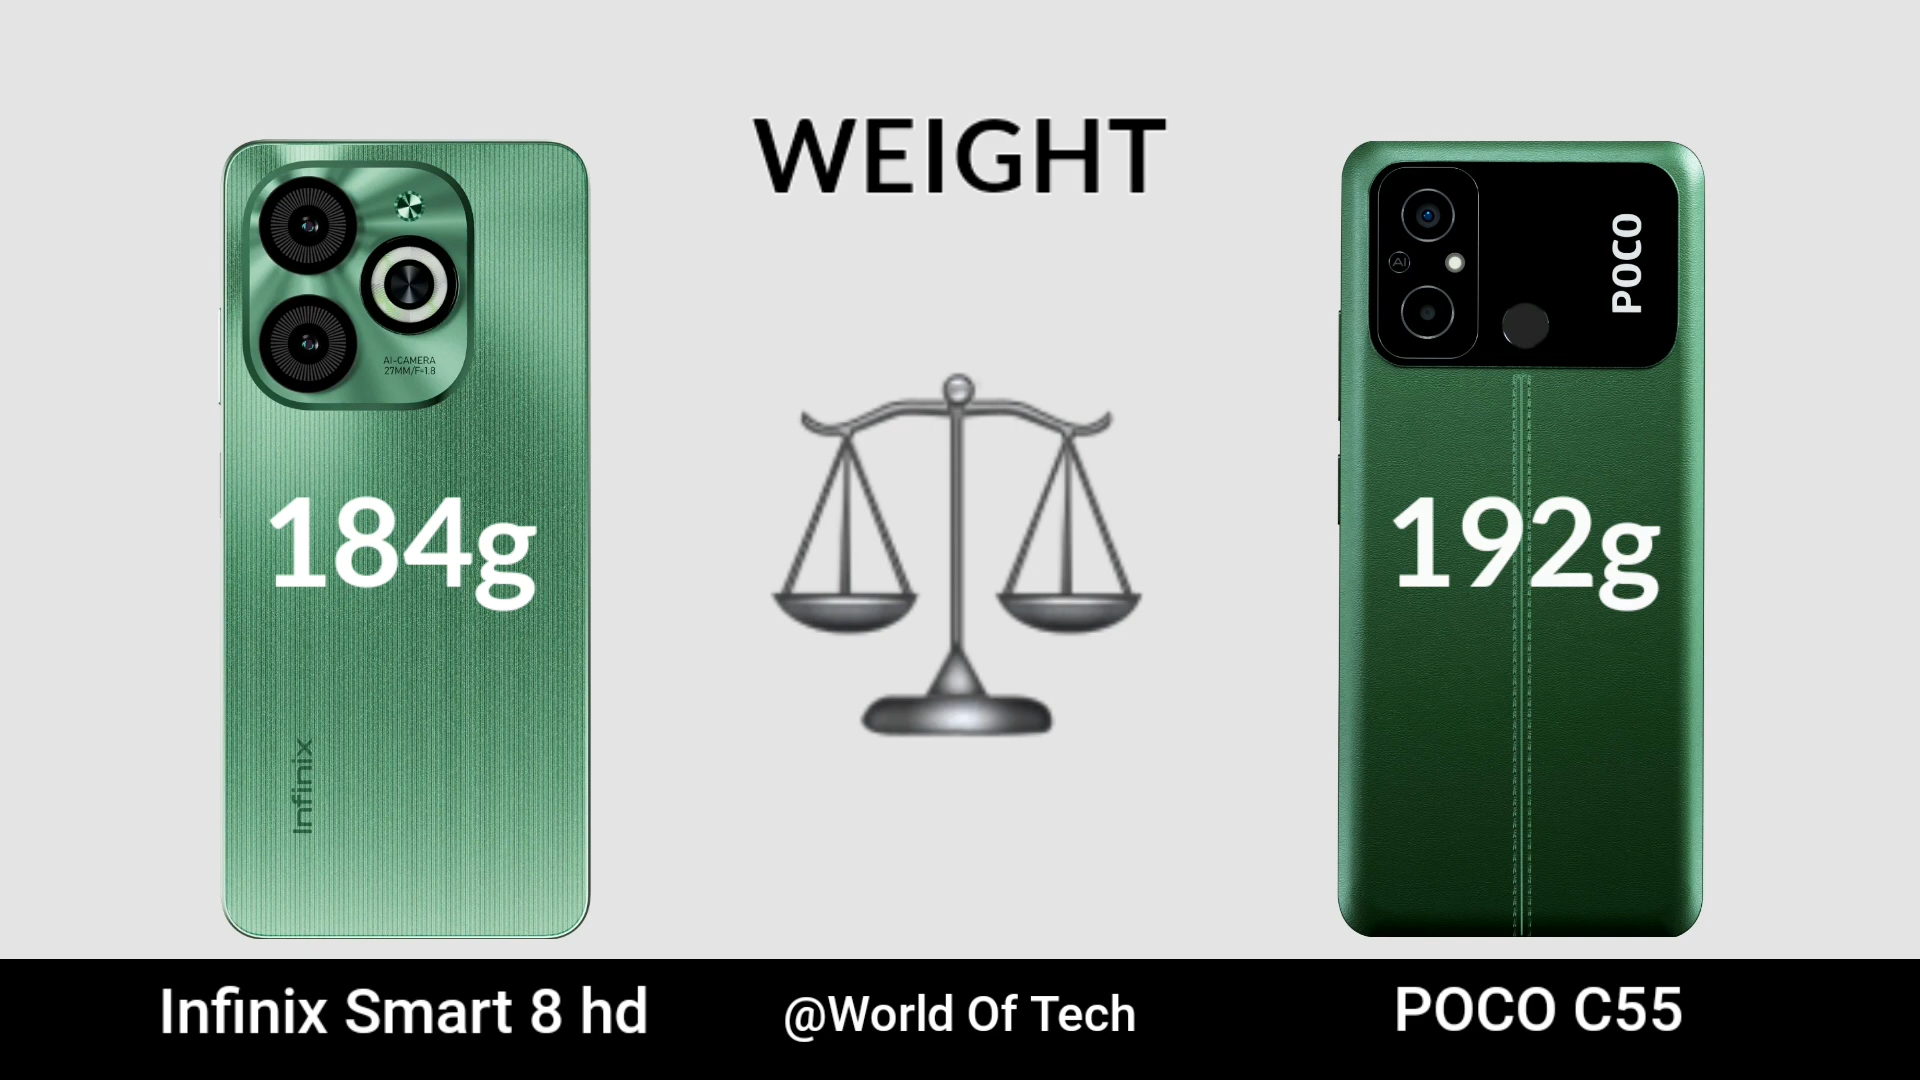 WEIGHT
AI-CAMERA
27MM/F=1.8
184g
Infinix
POCO
AI
192g
Infinix Smart 8 hd
@World Of Tech
POCO C55